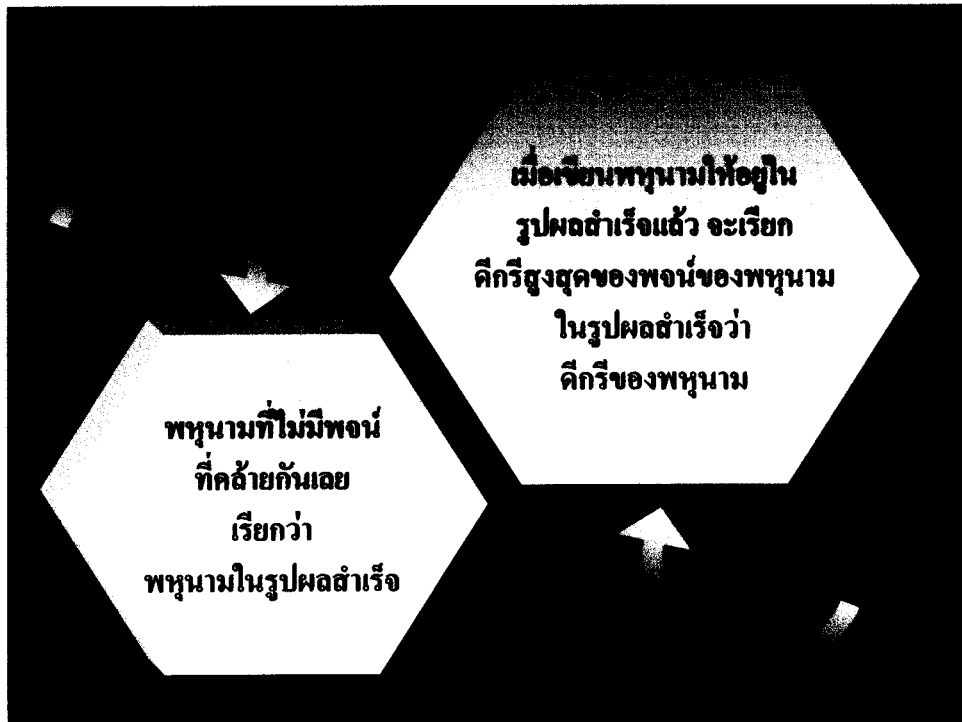 เมื่อเขียนพหุนามให้อยู่ใน
รูปผลสำเร็จแล้ว จะเรียก
ดีกรีสูงสุดของพจน์ของพหุนาม
ในรูปผลสำเร็จว่า
ดีกรีของพหุนาม
พหุนามที่ไม่มีพจน์
ที่คล้ายกันเลย
เรียกว่า
พหุนามในรูปผลสำเร็จ